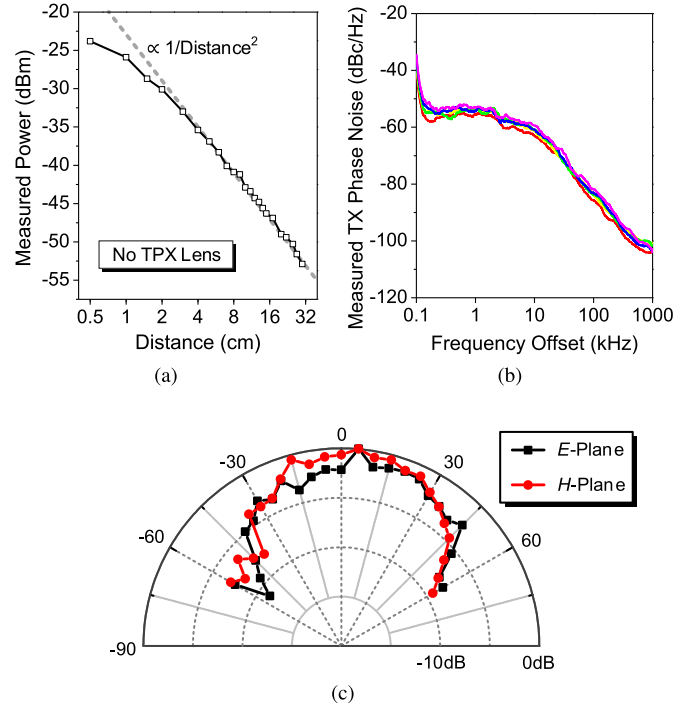 Measured Power (dBm)
-20
-25
-30
-35
-40
-45
-50
-55
∝ 1/Distance²
No TPX Lens
0.5 1 2 4 8 16 32
Distance (cm)
(a)
Measured TX Phase Noise (dBc/Hz)
-20
-40
-60
-80
-100
-120
0.1 1 10 100 1000
Frequency Offset (kHz)
(b)
0
-30 30
-60 60
-90 -10dB 0dB
E-Plane
H-Plane
(c)